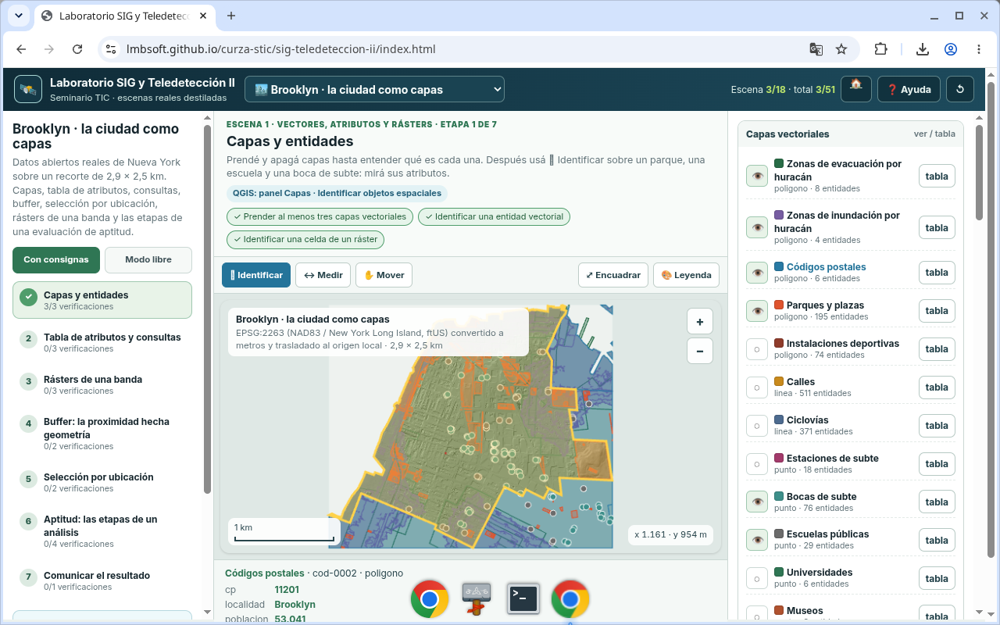 Laboratorio SIG y Teledetecc
lmbsoft.github.io/curza-stic/sig-teledeteccion-ii/index.html
Laboratorio SIG y Teledetección II
Seminario TIC · escenas reales destiladas
Brooklyn · la ciudad como capas
Escena 3/18 · total 3/51
Ayuda
Brooklyn · la ciudad como
capas
Datos abiertos reales de Nueva York
sobre un recorte de 2,9 × 2,5 km.
Capas, tabla de atributos, consultas,
buffer, selección por ubicación,
rásters de una banda y las etapas de
una evaluación de aptitud.
Con consignas
Modo libre
Capas y entidades
3/3 verificaciones
2
Tabla de atributos y consultas
0/3 verificaciones
3
Rásters de una banda
0/3 verificaciones
4
Buffer: la proximidad hecha
geometría
0/2 verificaciones
5
Selección por ubicación
0/2 verificaciones
6
Aptitud: las etapas de un
análisis
0/4 verificaciones
7
Comunicar el resultado
0/1 verificaciones
ESCENA 1 · VECTORES, ATRIBUTOS Y RÁSTERS · ETAPA 1 DE 7
Capas y entidades
Prendé y apagá capas hasta entender qué es cada una. Después usá Identificar sobre un parque, una
escuela y una boca de subte: mirá sus atributos.
QGIS: panel Capas · Identificar objetos espaciales
✓ Prender al menos tres capas vectoriales
✓ Identificar una entidad vectorial
✓ Identificar una celda de un ráster
Identificar
↔ Medir
Mover
Encuadrar
Leyenda
Brooklyn · la ciudad como capas
EPSG:2263 (NAD83 / New York Long Island, ftUS) convertido a
metros y trasladado al origen local · 2,9 × 2,5 km
+
−
1 km
x 1.161 · y 954 m
Códigos postales · cod-0002 · poligono
cp 11201
localidad Brooklyn
poblacion 53.041
Capas vectoriales
ver / tabla
Zonas de evacuación por
huracán
poligono · 8 entidades
tabla
Zonas de inundación por
huracán
poligono · 4 entidades
tabla
Códigos postales
poligono · 6 entidades
tabla
Parques y plazas
poligono · 195 entidades
tabla
Instalaciones deportivas
poligono · 74 entidades
tabla
Calles
linea · 511 entidades
tabla
Ciclovías
linea · 371 entidades
tabla
Estaciones de subte
punto · 18 entidades
tabla
Bocas de subte
punto · 76 entidades
tabla
Escuelas públicas
punto · 29 entidades
tabla
Universidades
punto · 6 entidades
tabla
Museos
tabla